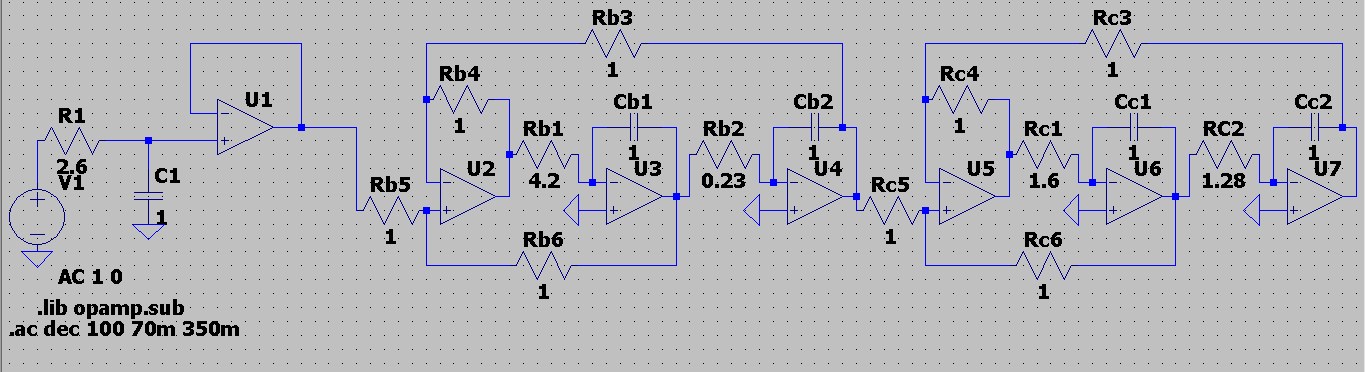 Rb3
1
Rc3
1
Rb4
1
Rc4
1
U1
R1
2.6
V1
C1
1
Cb1
1
Cb2
1
Cc1
1
Cc2
1
Rb1
4.2
Rb2
0.23
Rc1
1.6
RC2
1.28
U2
U3
U4
U5
U6
U7
Rb5
1
Rc5
1
Rb6
1
Rc6
1
AC 1 0
.lib opamp.sub
.ac dec 100 70m 350m